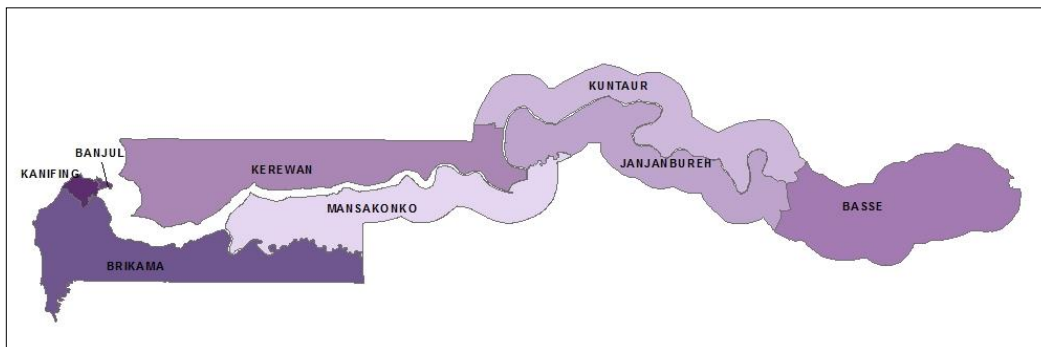 KUNTAUR
BANJUL
KANIFING
KEREWAN
JANJANBUREH
MANSAKONKO
BASSE
BRIKAMA